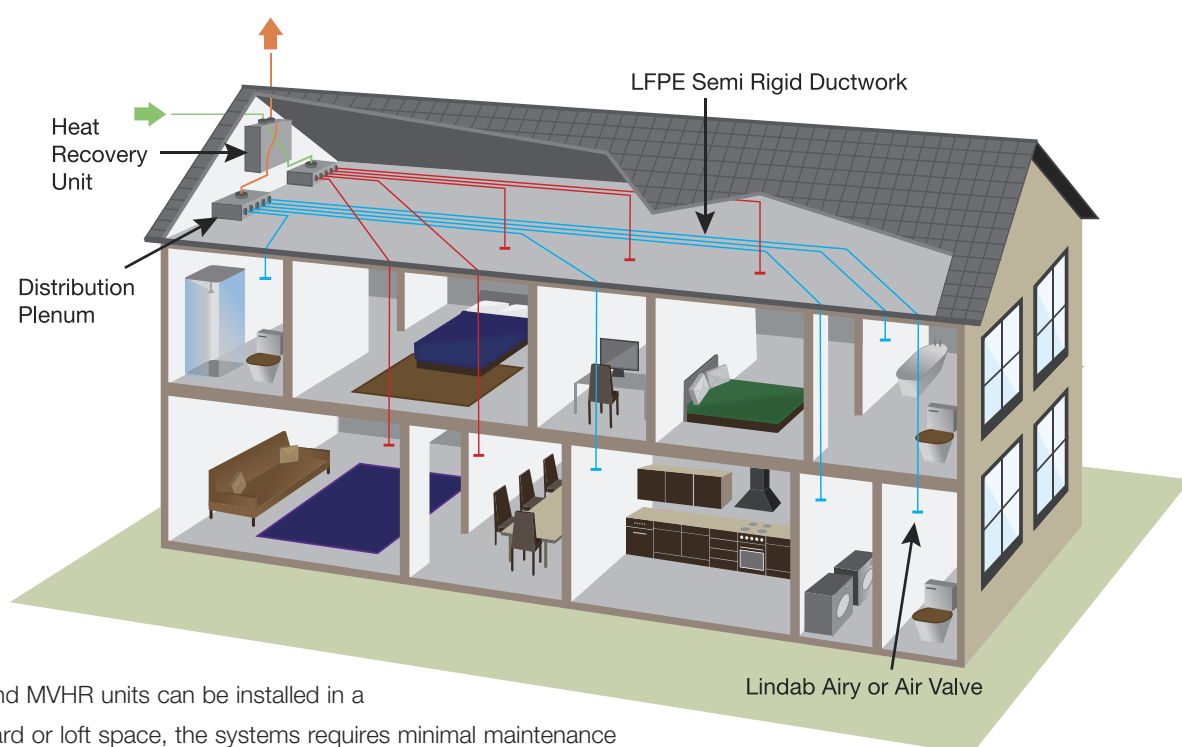 LFPE Semi Rigid Ductwork
Heat
Recovery
Unit
Distribution
Plenum
Lindab Airy or Air Valve
nd MVHR units can be installed in a
ard or loft space, the systems requires minimal maintenance